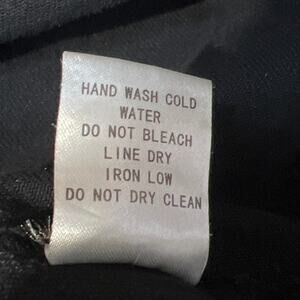 HAND WASH COLD
WATER
DO NOT BLEACH
LINE DRY
IRON LOW
DO NOT DRY CLEAN